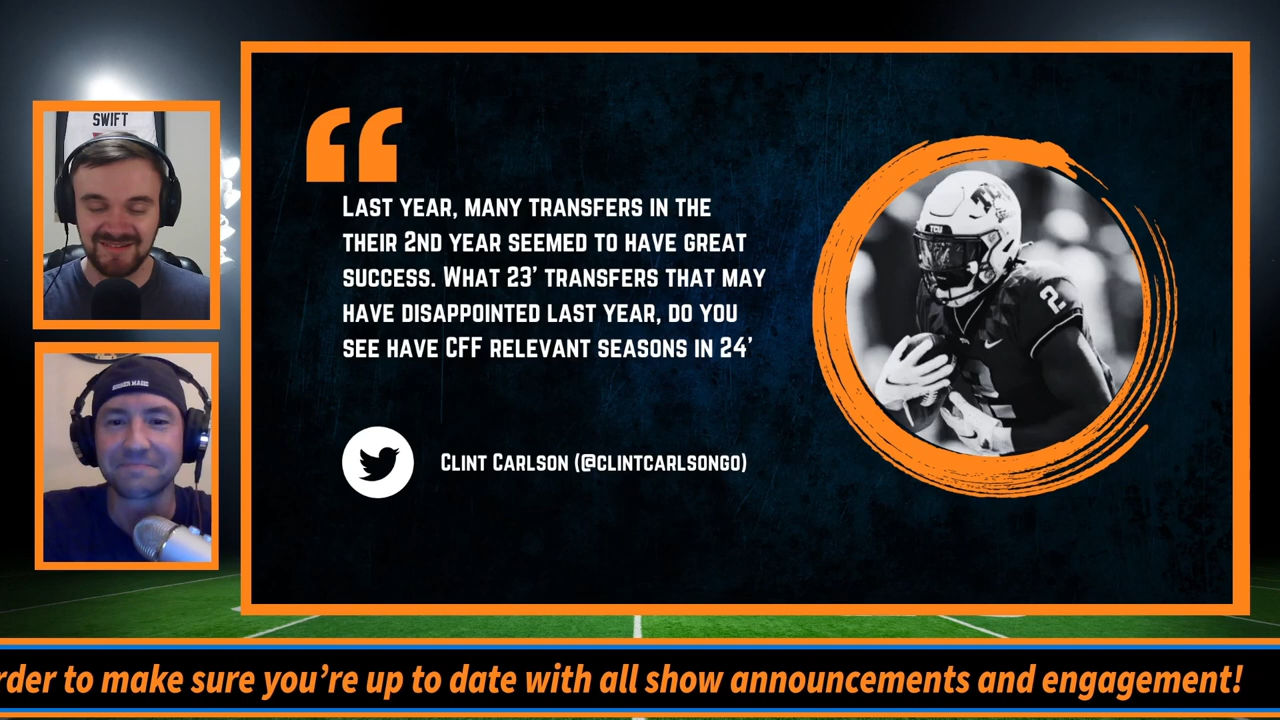 SWIFT
LAST YEAR, MANY TRANSFERS IN THE
THEIR 2ND YEAR SEEMED TO HAVE GREAT
SUCCESS. WHAT 23' TRANSFERS THAT MAY
HAVE DISAPPOINTED LAST YEAR, DO YOU
SEE HAVE CFF RELEVANT SEASONS IN 24'
CLINT CARLSON (@CLINTCARLSONGO)
TCU
2
rder to make sure you're up to date with all show announcements and engagement!